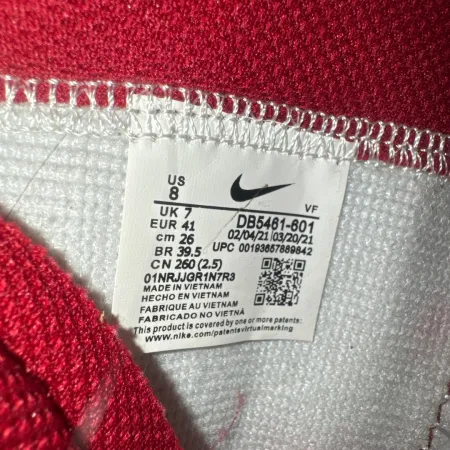 US
8
VF
UK 7
DB5461-601
EUR 41
02/04/21 03/20/21
cm 26
UPC 00193657889842
BR 39.5
CN 260 (2.5)
01NRJJGR1N7R3
MADE IN VIETNAM
HECHO EN VIETNAM
FABRIQUE AU VIETNAM
FABRICADO NO VIETNÃ
This product is covered by one or more patents:
www.nike.com/patentsvirtualmarking